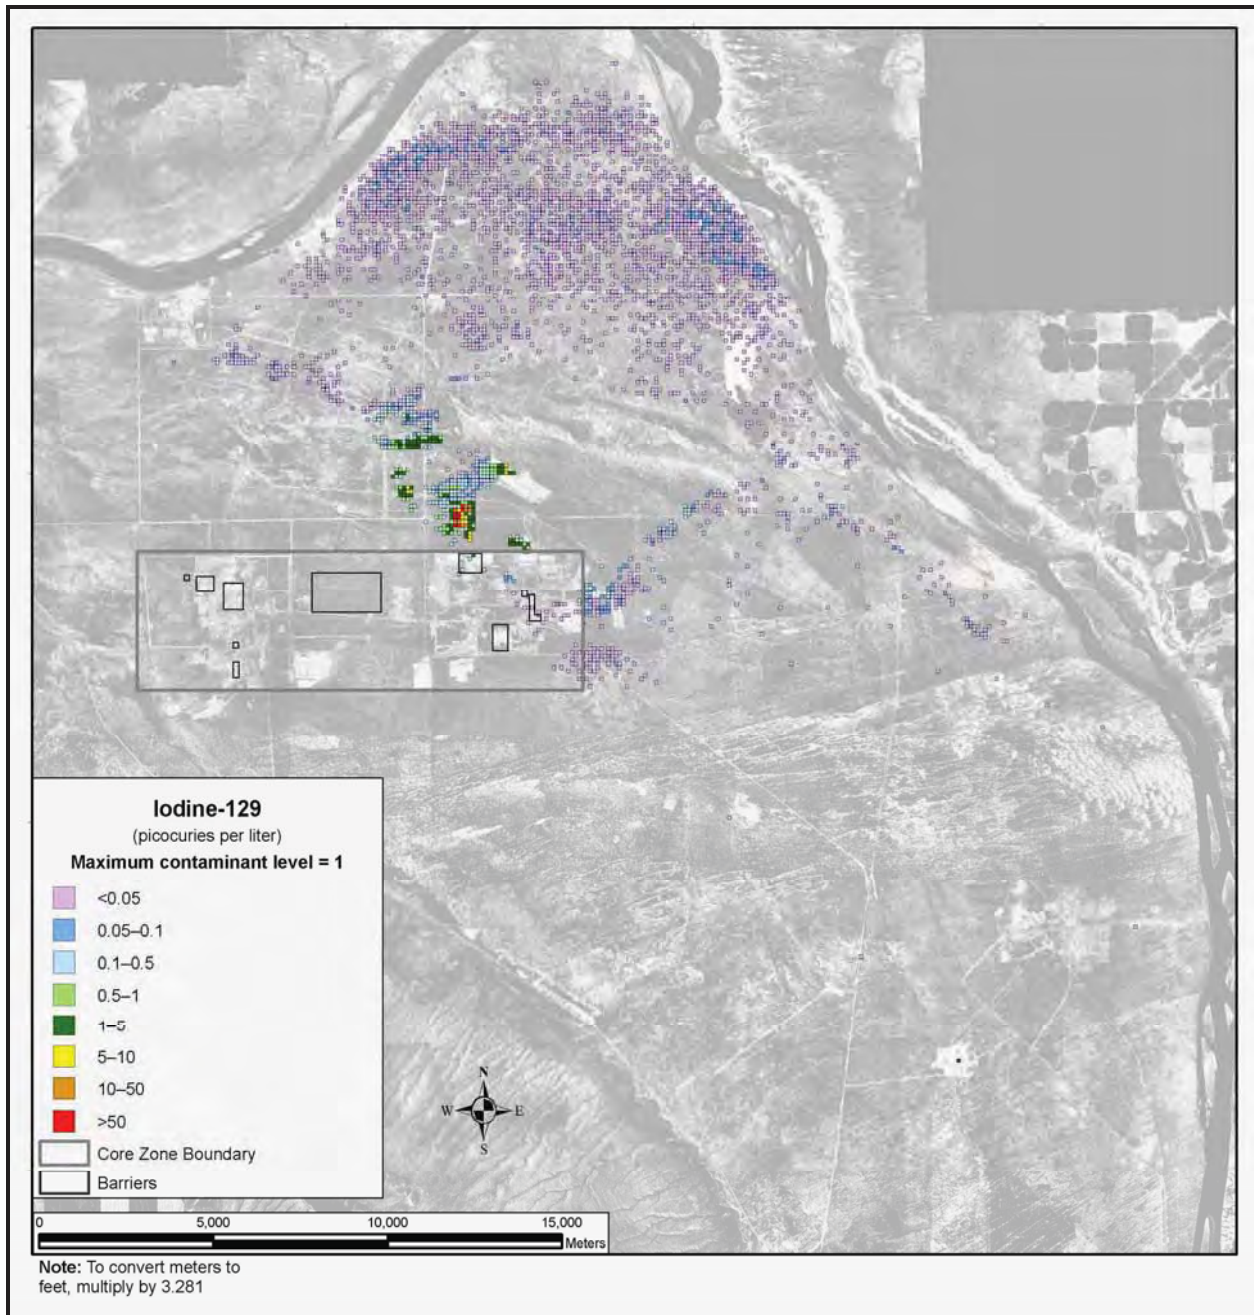 Iodine-129
(picocuries per liter)
Maximum contaminant level = 1
<0.05
0.05–0.1
0.1–0.5
0.5–1
1–5
5–10
10–50
>50
Core Zone Boundary
Barriers
N
W E
S
0 5,000 10,000 15,000
Meters
Note: To convert meters to
feet, multiply by 3.281